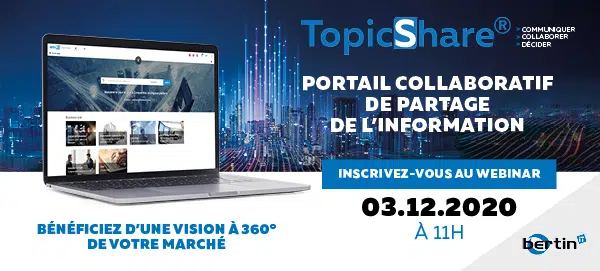 TopicShare®
> COMMUNIQUER
> COLLABORER
> DÉCIDER
PORTAIL COLLABORATIF
DE PARTAGE
DE L'INFORMATION
INSCRIVEZ-VOUS AU WEBINAR
03.12.2020
À 11H
BÉNÉFICIEZ D'UNE VISION À 360°
DE VOTRE MARCHÉ
bertin IT